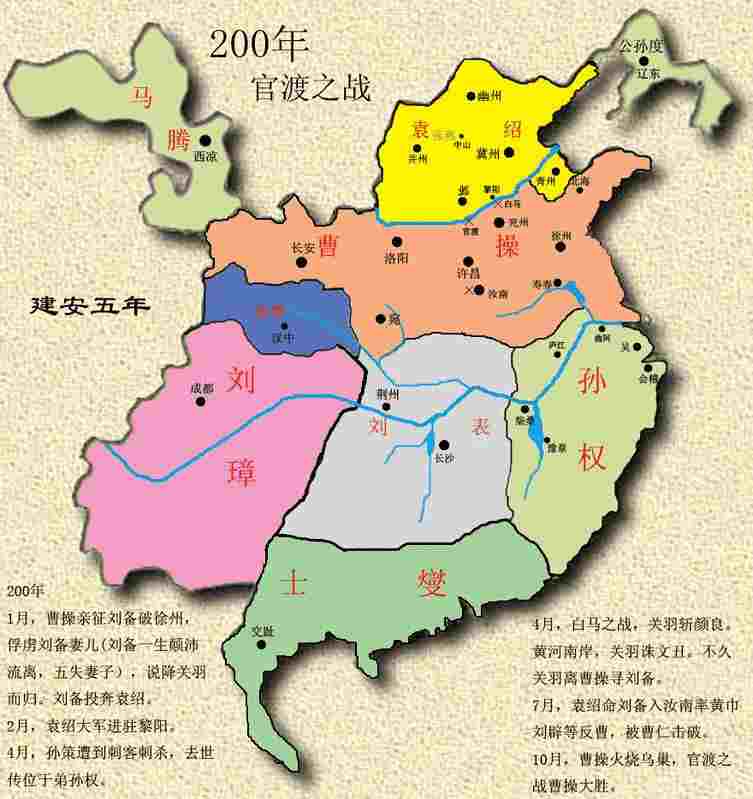 200年
官渡之战
公孙度
辽东
马
腾
西凉
幽州
袁 绍
中山
并州
冀州
邺
黎阳
白马
青州
北海
官渡
兖州
曹 操
徐州
长安
洛阳
许昌
汝南
寿春
宛
建安五年
汉中
曲阿
吴
庐江
会稽
刘
成都
荆州
孙
刘 表
柴桑
璋
长沙
豫章
权
士 燮
交趾
200年
1月，曹操亲征刘备破徐州，
俘虏刘备妻儿(刘备一生颠沛
流离，五失妻子），说降关羽
而归。刘备投奔袁绍。
2月，袁绍大军进驻黎阳。
4月，孙策遭到刺客刺杀，去世
传位于弟孙权。
4月，白马之战，关羽斩颜良。
黄河南岸，关羽诛文丑。不久
关羽离曹操寻刘备。
7月，袁绍命刘备入汝南率黄巾
刘辟等反曹，被曹仁击破。
10月，曹操火烧乌巢，官渡之
战曹操大胜。